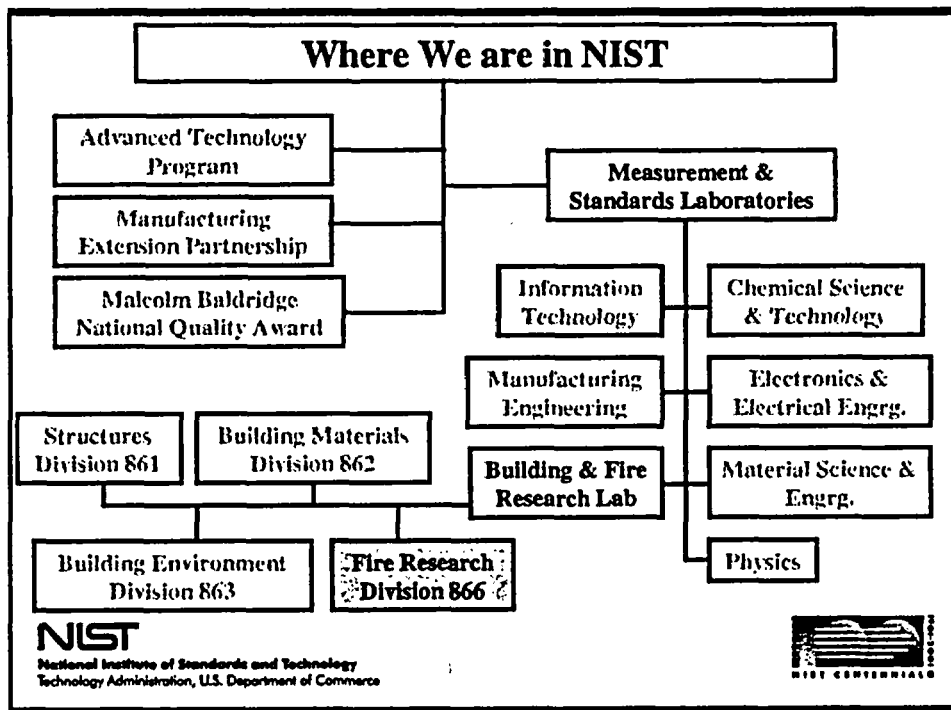 Where We are in NIST
Advanced Technology
Program
Manufacturing
Extension Partnership
Malcolm Baldridge
National Quality Award
Measurement &
Standards Laboratories
Information
Technology
Chemical Science
& Technology
Manufacturing
Engineering
Electronics &
Electrical Engrg.
Structures
Division 861
Building Materials
Division 862
Building & Fire
Research Lab
Material Science &
Engrg.
Building Environment
Division 863
Fire Research
Division 866
Physics
NIST
National Institute of Standards and Technology
Technology Administration, U.S. Department of Commerce
NIST CENTENNIAL